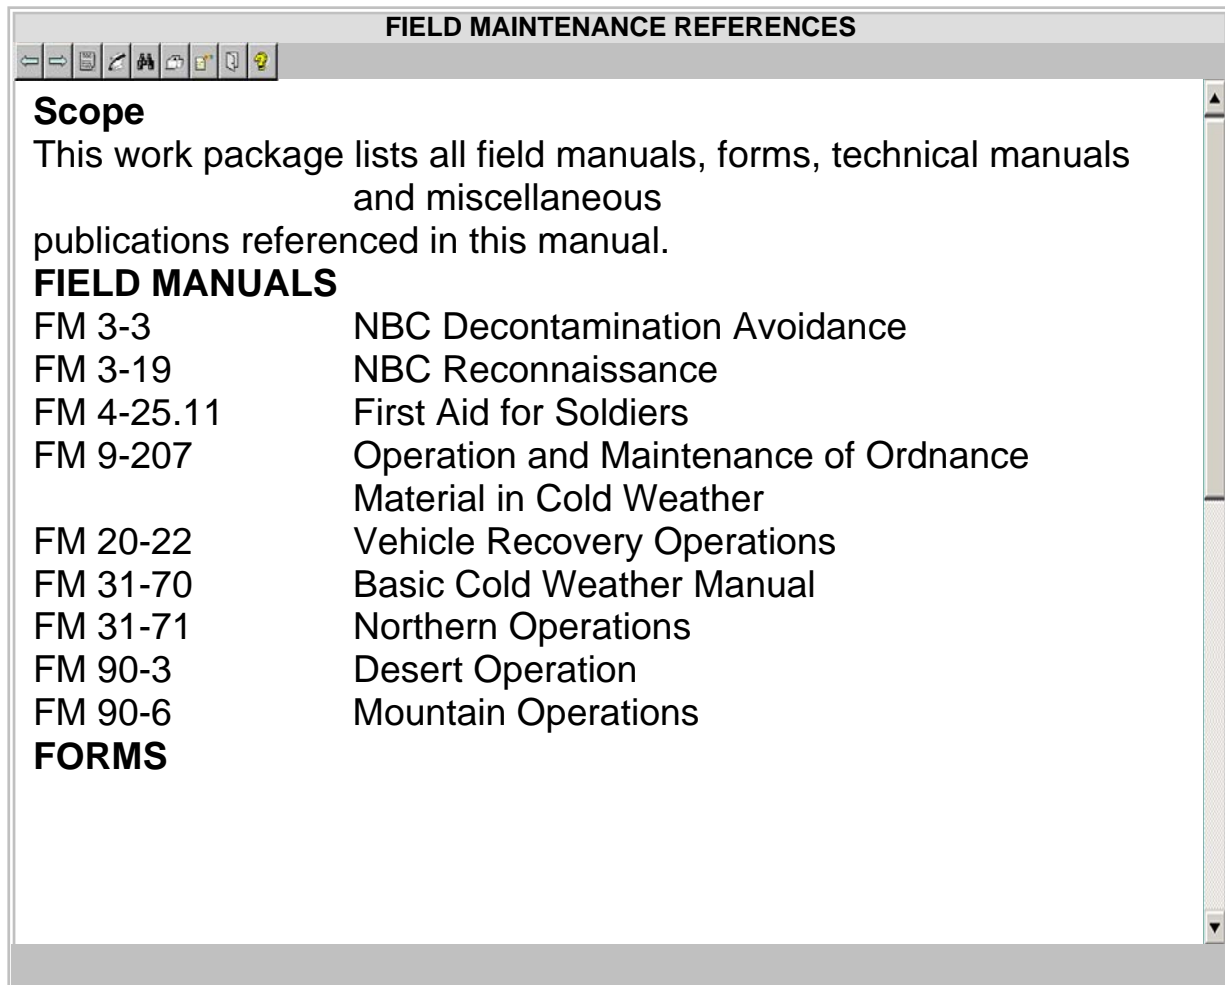 FIELD MAINTENANCE REFERENCES
Scope
This work package lists all field manuals, forms, technical manuals
and miscellaneous
publications referenced in this manual.
FIELD MANUALS
FM 3-3 NBC Decontamination Avoidance
FM 3-19 NBC Reconnaissance
FM 4-25.11 First Aid for Soldiers
FM 9-207 Operation and Maintenance of Ordnance
Material in Cold Weather
FM 20-22 Vehicle Recovery Operations
FM 31-70 Basic Cold Weather Manual
FM 31-71 Northern Operations
FM 90-3 Desert Operation
FM 90-6 Mountain Operations
FORMS